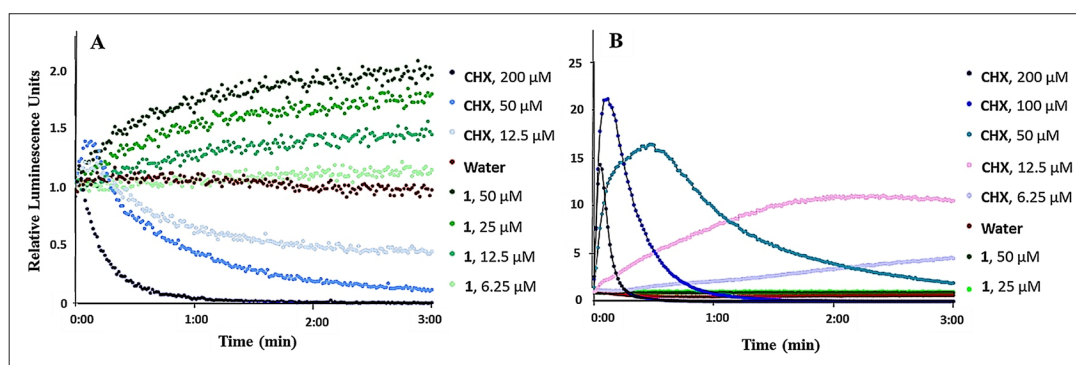 A
Relative Luminescence Units
2.0
1.5
1.0
0.5
0
0:00
1:00
2:00
3:00
Time (min)
CHX, 200 µM
CHX, 50 µM
CHX, 12.5 µM
Water
1, 50 µM
1, 25 µM
1, 12.5 µM
1, 6.25 µM
B
25
20
15
10
5
0
0:00
1:00
2:00
3:00
Time (min)
CHX, 200 µM
CHX, 100 µM
CHX, 50 µM
CHX, 12.5 µM
CHX, 6.25 µM
Water
1, 50 µM
1, 25 µM